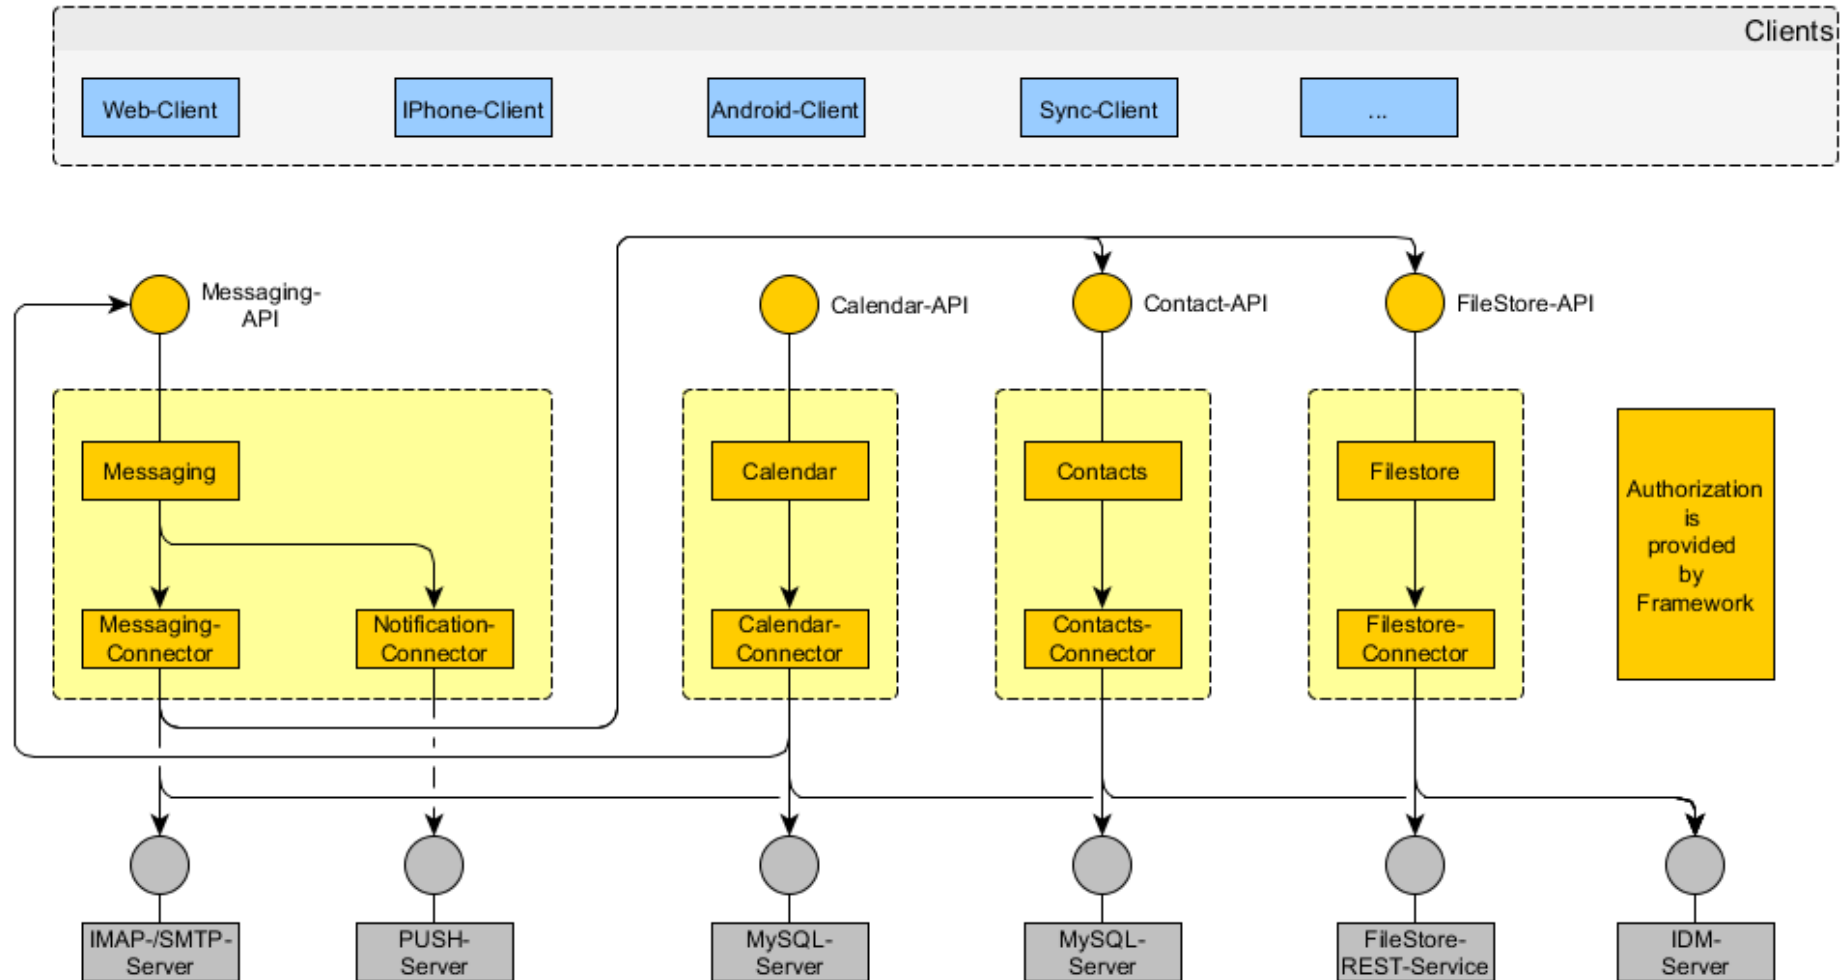 Clients
Web-Client
IPhone-Client
Android-Client
Sync-Client
...
Messaging-
API
Calendar-API
Contact-API
FileStore-API
Messaging
Calendar
Contacts
Filestore
Authorization
is
provided
by
Framework
Messaging-
Connector
Notification-
Connector
Calendar-
Connector
Contacts-
Connector
Filestore-
Connector
IMAP-/SMTP-
Server
PUSH-
Server
MySQL-
Server
MySQL-
Server
FileStore-
REST-Service
IDM-
Server